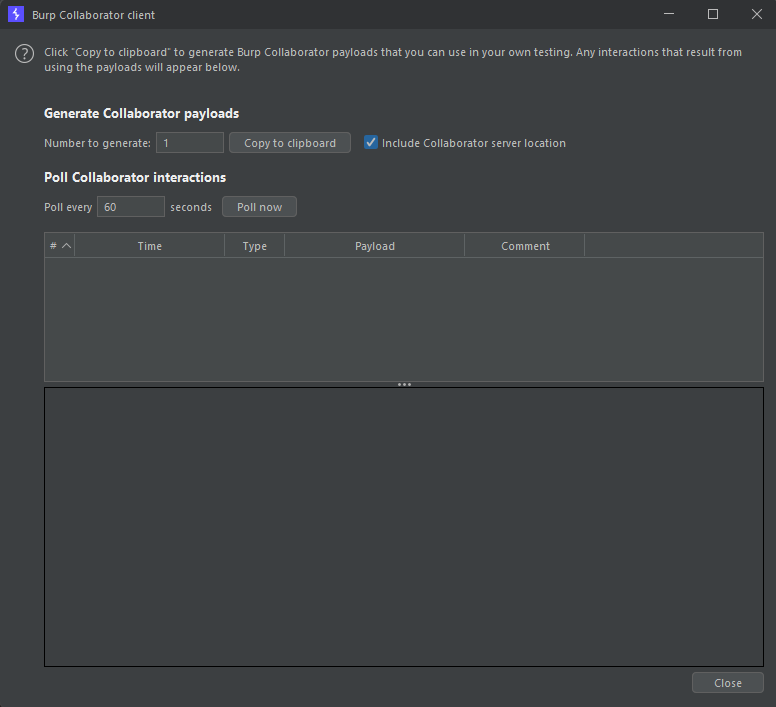 Burp Collaborator client
Click "Copy to clipboard" to generate Burp Collaborator payloads that you can use in your own testing. Any interactions that result from
using the payloads will appear below.
Generate Collaborator payloads
Number to generate: 1 Copy to clipboard Include Collaborator server location
Poll Collaborator interactions
Poll every 60 seconds Poll now
# Time Type Payload Comment
Close